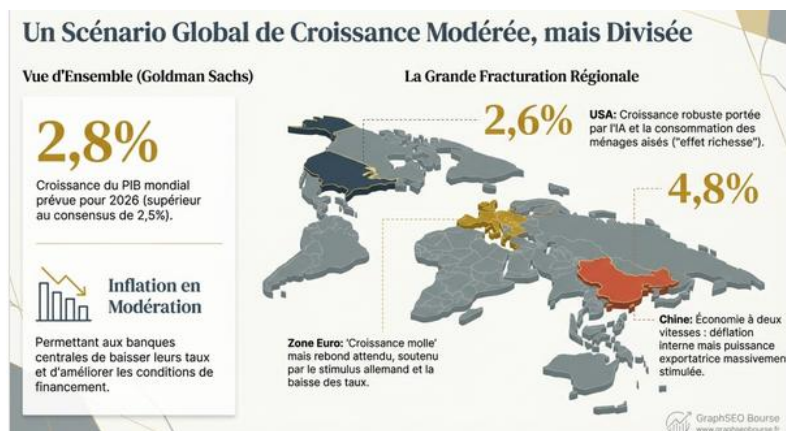 Un Scénario Global de Croissance Modérée, mais Divisée
Vue d'Ensemble (Goldman Sachs)
2,8%
Croissance du PIB mondial
prévue pour 2026 (supérieur
au consensus de 2,5%).
Inflation en
Modération
Permettant aux banques
centrales de baisser leurs taux
et d'améliorer les conditions de
financement.
La Grande Fracturation Régionale
2,6%
USA: Croissance robuste portée
par l'IA et la consommation des
ménages aisés ("effet richesse").
4,8%
Zone Euro: 'Croissance molle'
mais rebond attendu, soutenu
par le stimulus allemand et la
baisse des taux.
Chine: Économie à deux
vitesses : déflation
interne mais puissance
exportatrice massivemen
stimulée.
GraphSEO Bourse
www.graphseobourse.fr